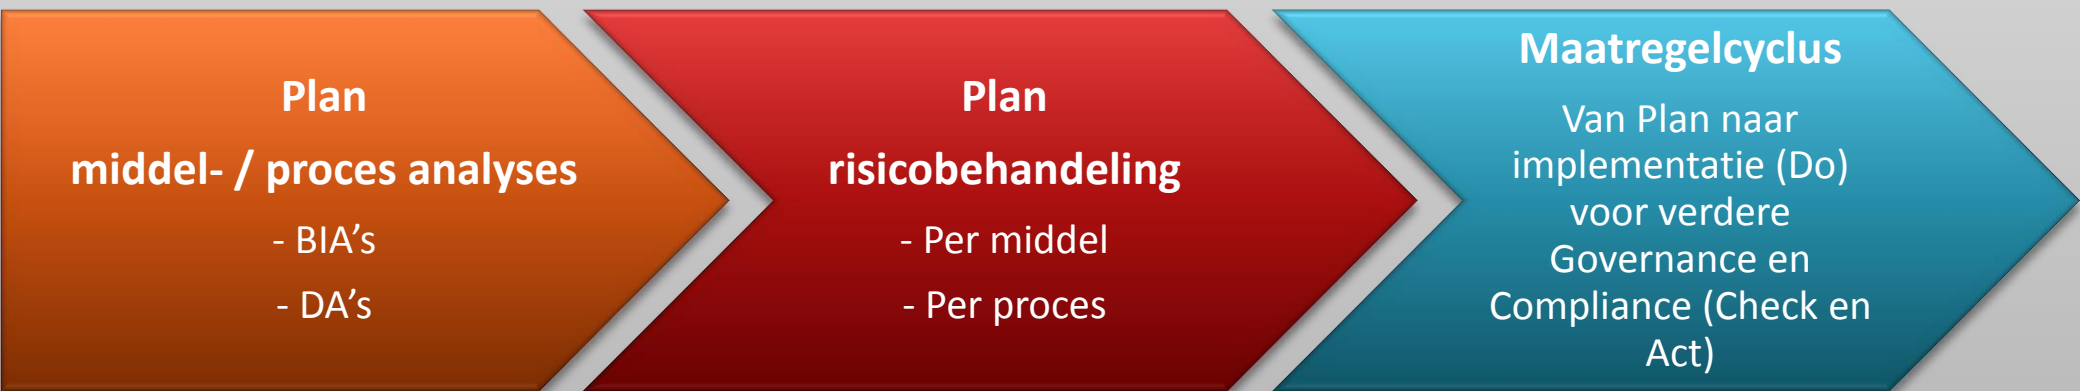 Plan
middel- / proces analyses
- BIA's
- DA's
Plan
risicobehandeling
- Per middel
- Per proces
Maatregelcyclus
Van Plan naar
implementatie (Do)
voor verdere
Governance en
Compliance (Check en
Act)